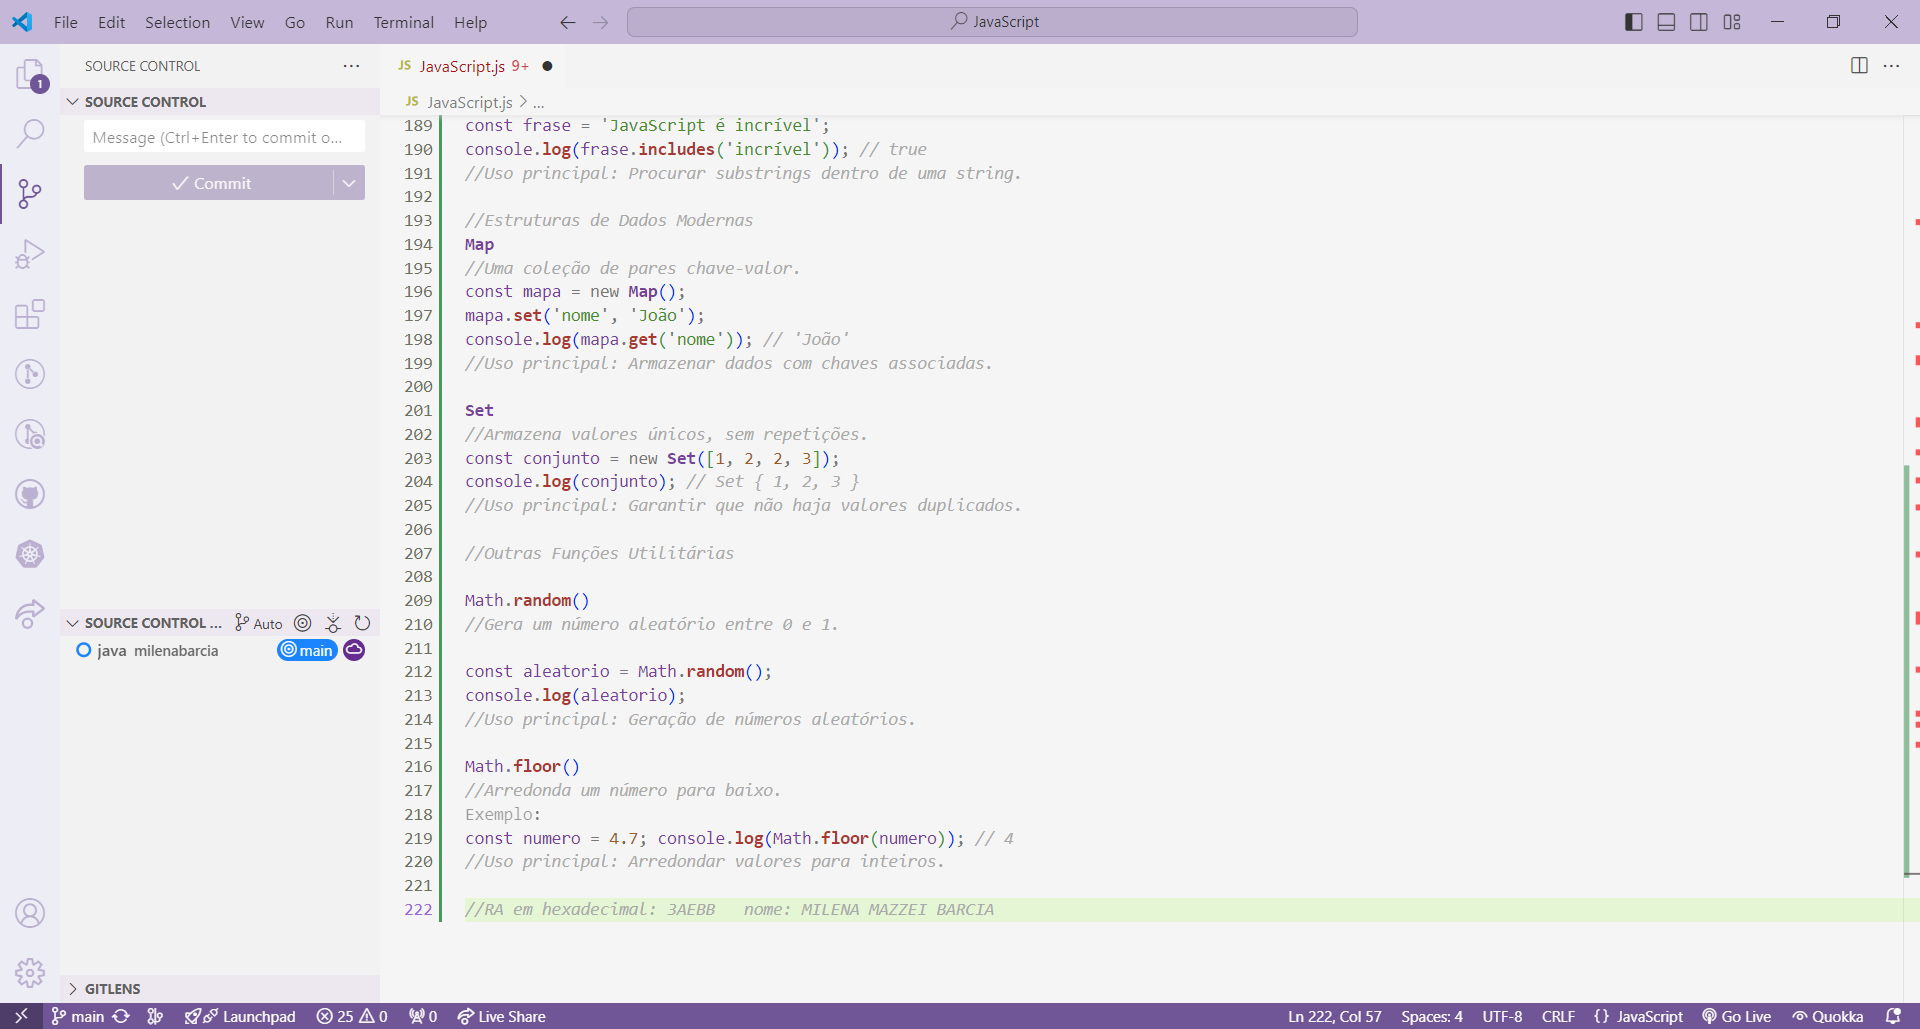 File Edit Selection View Go Run Terminal Help
JavaScript
SOURCE CONTROL
1
SOURCE CONTROL
Message (Ctrl+Enter to commit o...
Commit
JS JavaScript.js 9+
JS JavaScript.js > ...
189 const frase = 'JavaScript é incrível';
190 console.log(frase.includes('incrível')); // true
191 //Uso principal: Procurar substrings dentro de uma string.
192
193 //Estruturas de Dados Modernas
194 Map
195 //Uma coleção de pares chave-valor.
196 const mapa = new Map();
197 mapa.set('nome', 'João');
198 console.log(mapa.get('nome')); // 'João'
199 //Uso principal: Armazenar dados com chaves associadas.
200
201 Set
202 //Armazena valores únicos, sem repetições.
203 const conjunto = new Set([1, 2, 2, 3]);
204 console.log(conjunto); // Set { 1, 2, 3 }
205 //Uso principal: Garantir que não haja valores duplicados.
206
207 //Outras Funções Utilitárias
208
209 Math.random()
210 //Gera um número aleatório entre 0 e 1.
211
212 const aleatorio = Math.random();
213 console.log(aleatorio);
214 //Uso principal: Geração de números aleatórios.
215
216 Math.floor()
217 //Arredonda um número para baixo.
218 Exemplo:
219 const numero = 4.7; console.log(Math.floor(numero)); // 4
220 //Uso principal: Arredondar valores para inteiros.
221
222 //RA em hexadecimal: 3AEBB   nome: MILENA MAZZEI BARCIA
SOURCE CONTROL ... Auto
java milenabarcia main
GITLENS
main Launchpad 25 0 0 Live Share Ln 222, Col 57 Spaces: 4 UTF-8 CRLF {} JavaScript Go Live Quokka